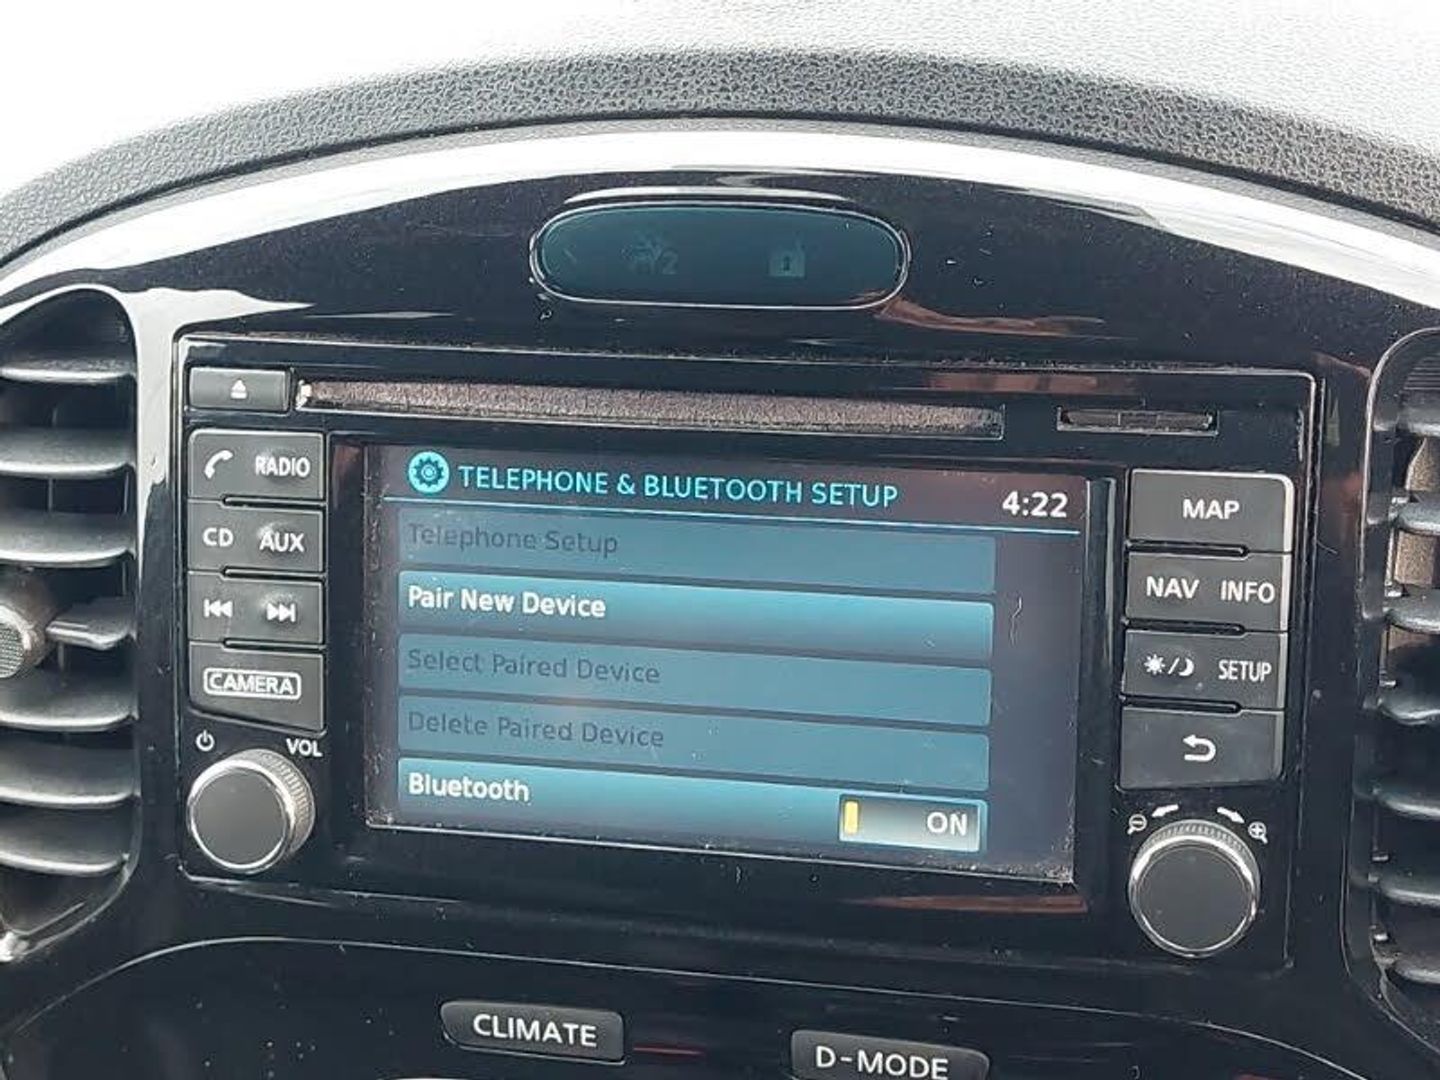 2
RADIO
CD AUX
CAMERA
VOL
TELEPHONE & BLUETOOTH SETUP 4:22
Telephone Setup
Pair New Device
Select Paired Device
Delete Paired Device
Bluetooth ON
MAP
NAV INFO
SETUP
CLIMATE
D-MODE